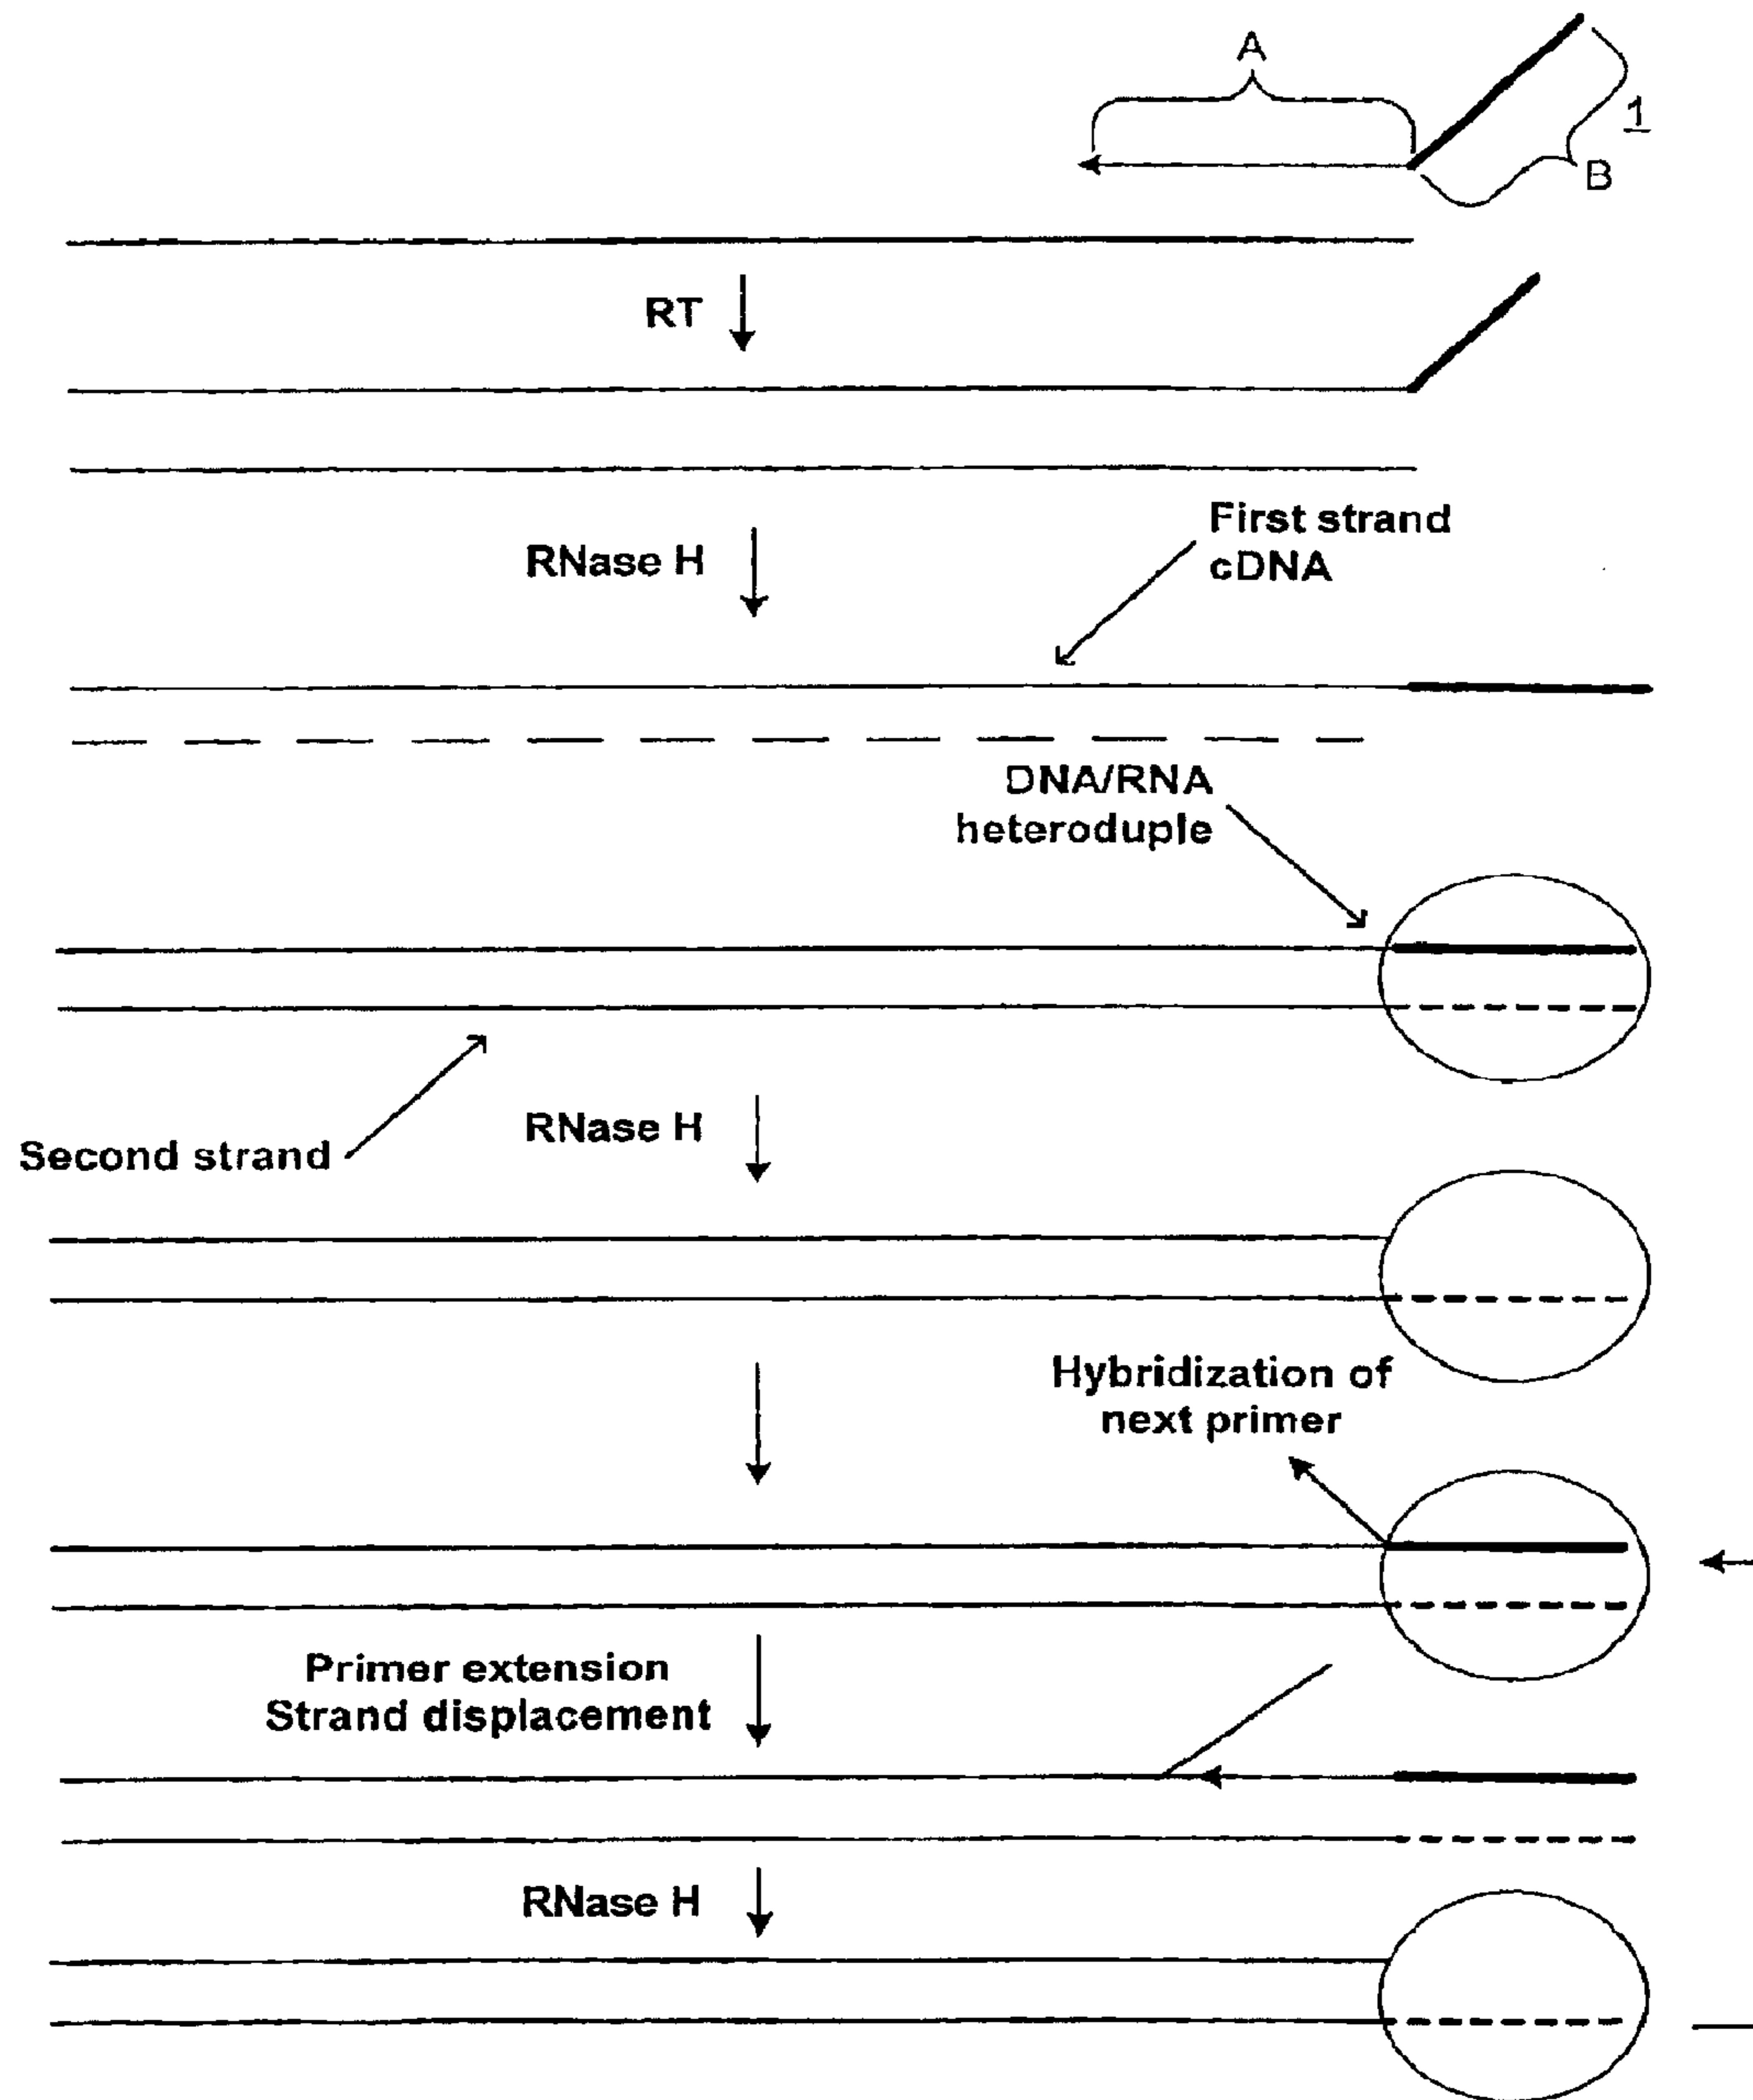 A
1
B
RT
First strand
cDNA
RNase H
DNA/RNA
heteroduple
Second strand
RNase H
Hybridization of
next primer
Primer extension
Strand displacement
RNase H